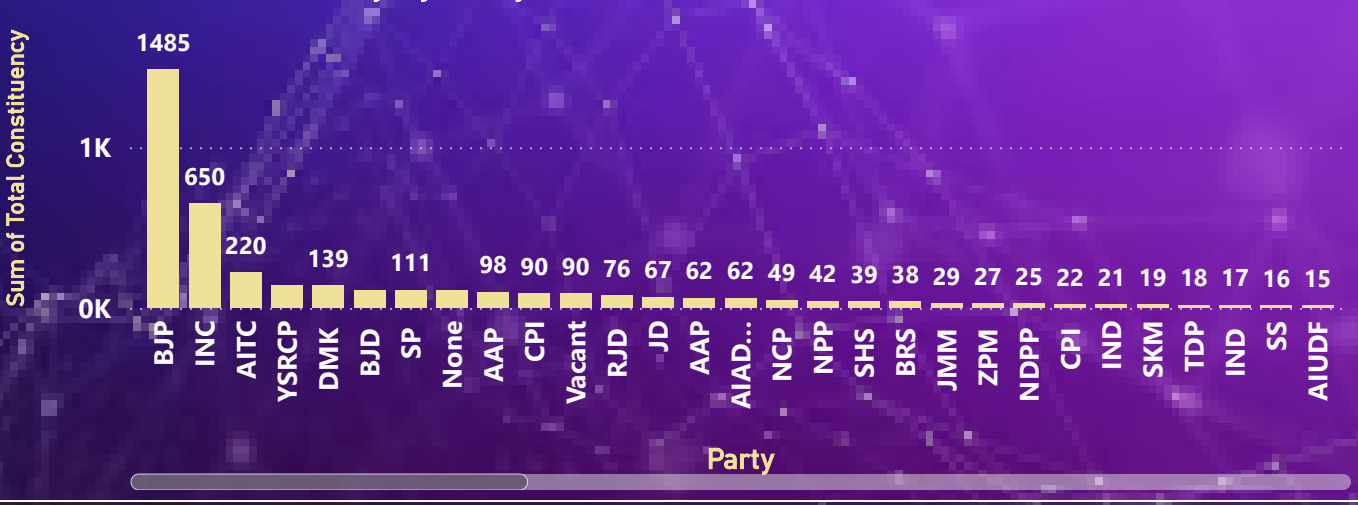 Sum of Total Constituency
1K
0K
1485
650
220
139
111
98
90
90
76
67
62
62
49
42
39
38
29
27
25
22
21
19
18
17
16
15
BJP
INC
AITC
YSRCP
DMK
BJD
SP
None
AAP
CPI
Vacant
RJD
JD
AAP
AIAD...
NCP
NPP
SHS
BRS
JMM
ZPM
NDPP
CPI
IND
SKM
TDP
IND
SS
AIUDF
Party